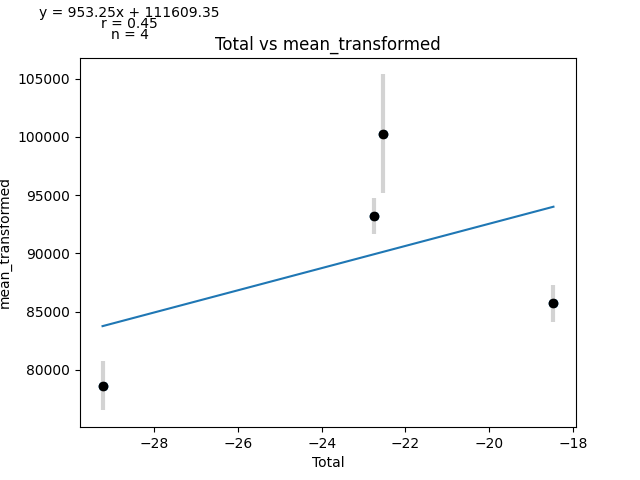 y = 953.25x + 111609.35
r = 0.45
n = 4
Total vs mean_transformed
105000
100000
95000
90000
85000
80000
mean_transformed
−28
−26
−24
−22
−20
−18
Total